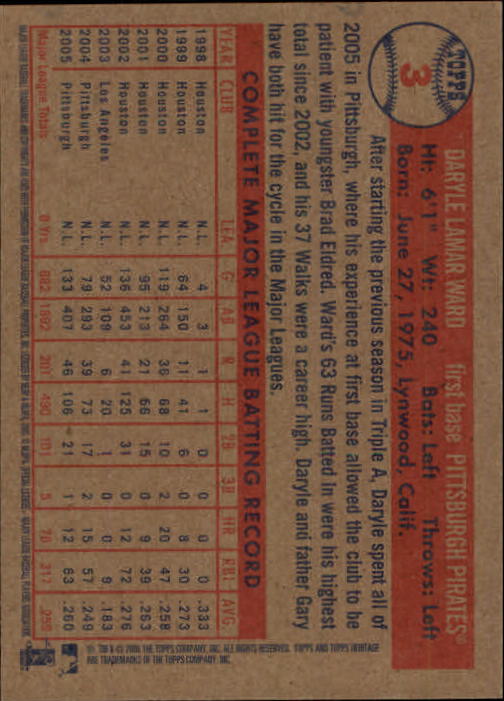 TOPPS
3
DARYLE LAMAR WARD first base PITTSBURGH PIRATES
Ht: 6'1" Wt: 240 Bats: Left Throws: Left
Born: June 27, 1975, Lynwood, Calif.
After starting the previous season in Triple A, Daryle spent all of
2005 in Pittsburgh, where his experience at first base allowed the club to be
patient with youngster Brad Eldred. Ward's 63 Runs Batted In were his highest
total since 2002, and his 37 Walks were a career high. Daryle and father Gary
have both hit for the cycle in the Major Leagues.
COMPLETE MAJOR LEAGUE BATTING RECORD
YEAR CLUB LEA. G AB R H 2B 3B HR RBI AVG.
1998 Houston N.L. 4 3 1 1 0 0 0 0 .333
1999 Houston N.L. 64 150 11 41 6 0 8 30 .273
2000 Houston N.L. 119 264 36 68 10 2 20 47 .258
2001 Houston N.L. 95 213 21 56 15 0 9 39 .263
2002 Houston N.L. 136 453 41 125 31 0 12 72 .276
2003 Los Angeles N.L. 52 109 6 20 1 0 0 9 .183
2004 Pittsburgh N.L. 79 293 39 73 17 2 15 57 .249
2005 Pittsburgh N.L. 133 407 46 106 21 1 12 63 .260
Major League Totals 8 Yrs. 682 1892 201 490 101 5 76 317 .259
® TM & © 2006 THE TOPPS COMPANY, INC. ALL RIGHTS RESERVED. TOPPS AND TOPPS HERITAGE
ARE TRADEMARKS OF THE TOPPS COMPANY, INC.